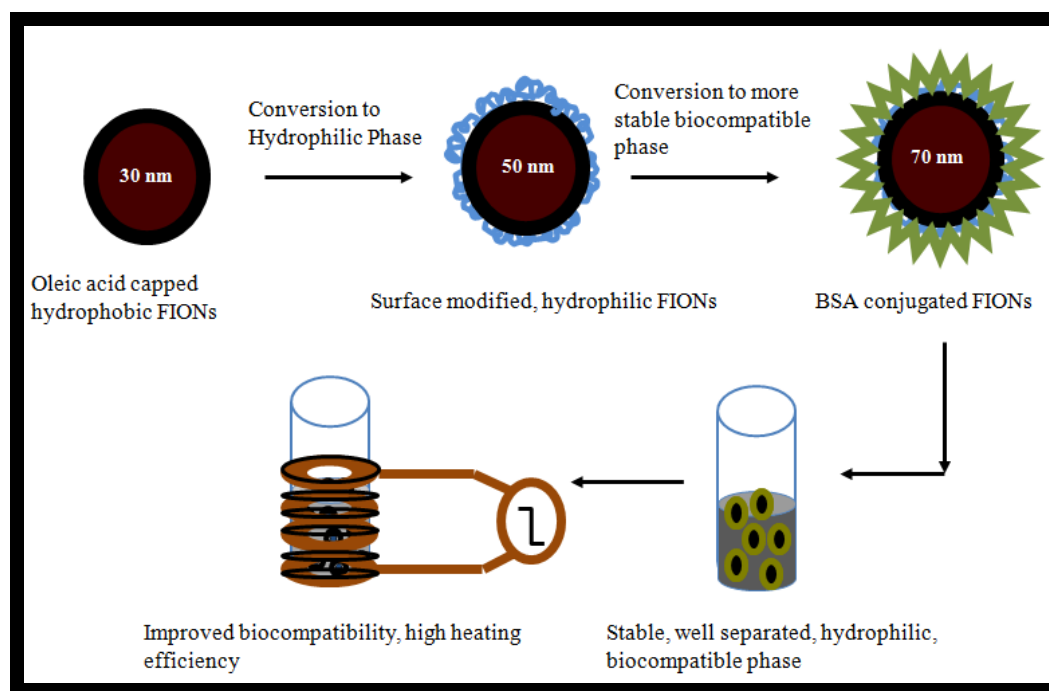 Conversion to
Hydrophilic Phase
Conversion to more
stable biocompatible
phase
30 nm
50 nm
70 nm
Oleic acid capped
hydrophobic FIONs
Surface modified, hydrophilic FIONs
BSA conjugated FIONs
Improved biocompatibility, high heating
efficiency
Stable, well separated, hydrophilic,
biocompatible phase